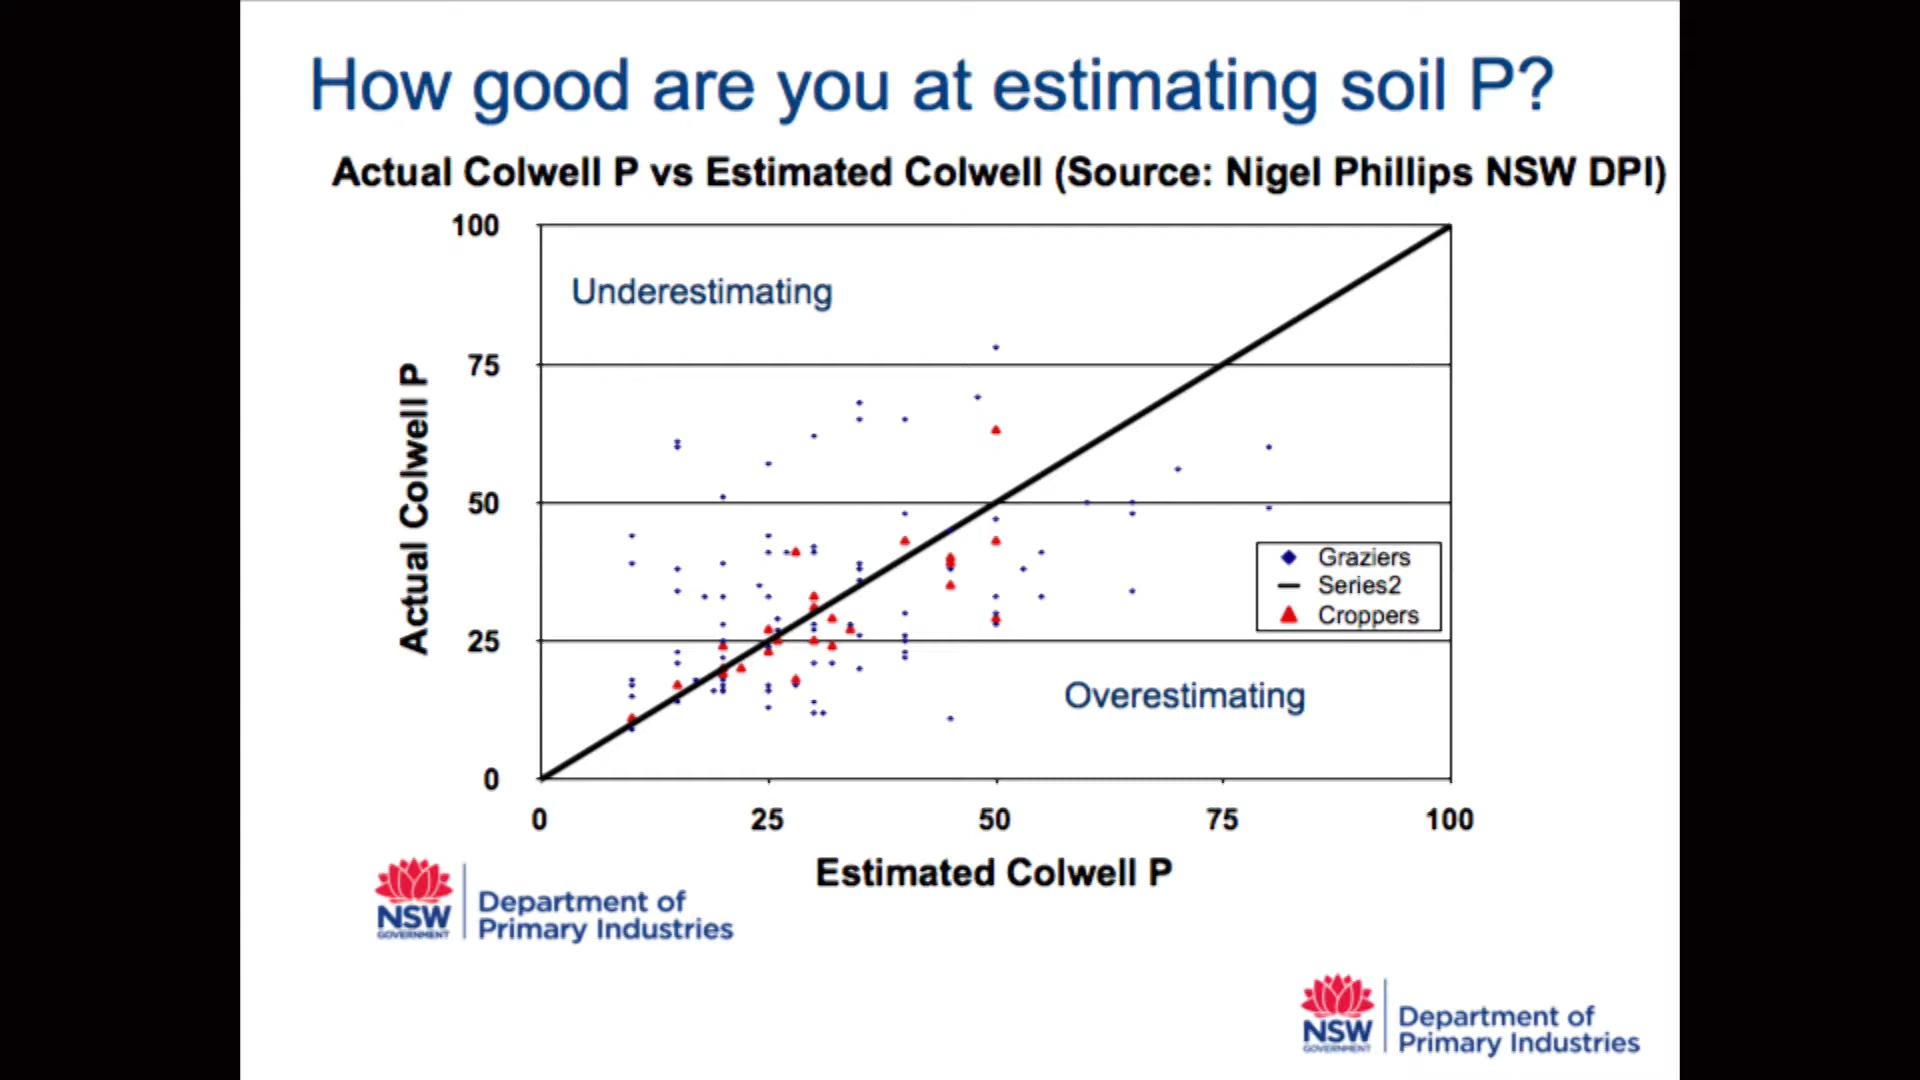 How good are you at estimating soil P?
Actual Colwell P vs Estimated Colwell (Source: Nigel Phillips NSW DPI)
100
Underestimating
75
Actual Colwell P
50
Graziers
Series2
Croppers
25
Overestimating
0
0 25 50 75 100
Estimated Colwell P
NSW
GOVERNMENT
Department of
Primary Industries
NSW
GOVERNMENT
Department of
Primary Industries